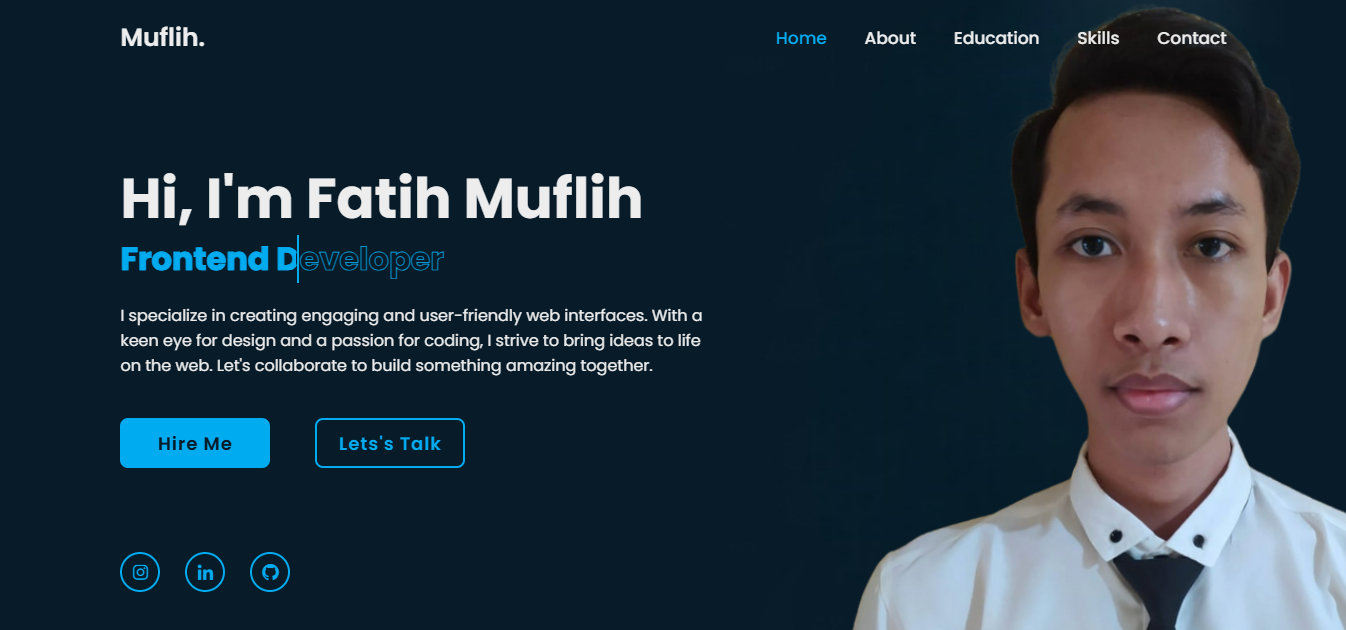 Muflih.
Home About Education Skills Contact
Hi, I'm Fatih Muflih
Frontend Developer
I specialize in creating engaging and user-friendly web interfaces. With a
keen eye for design and a passion for coding, I strive to bring ideas to life
on the web. Let's collaborate to build something amazing together.
Hire Me
Lets's Talk
in